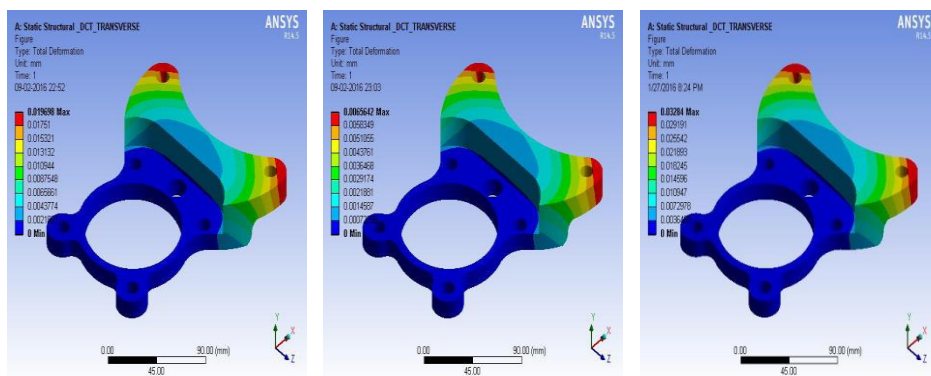 A: Static Structural _DCT_TRANSVERSE
Figure
Type: Total Deformation
Unit: mm
Time: 1
09-02-2016 22:52
ANSYS
R14.5
0.019698 Max
0.01751
0.015321
0.013132
0.010944
0.0087548
0.0065661
0.0043774
0 Min
0.00
90.00 (mm)
45.00
Y
X
Z
A: Static Structural _DCT_TRANSVERSE
Figure
Type: Total Deformation
Unit: mm
Time: 1
09-02-2016 23:03
ANSYS
R14.5
0.0065642 Max
0.0058349
0.0043761
0.0036468
0.0029174
0.0021881
0.0014587
0 Min
0.00
90.00 (mm)
45.00
Y
X
Z
A: Static Structural _DCT_TRANSVERSE
Figure
Type: Total Deformation
Unit: mm
Time: 1
1/27/2016 8:24 PM
ANSYS
R14.5
0.03284 Max
0.029191
0.025542
0.021893
0.018245
0.014596
0.010947
0.0072978
0 Min
0.00
90.00 (mm)
45.00
Y
X
Z